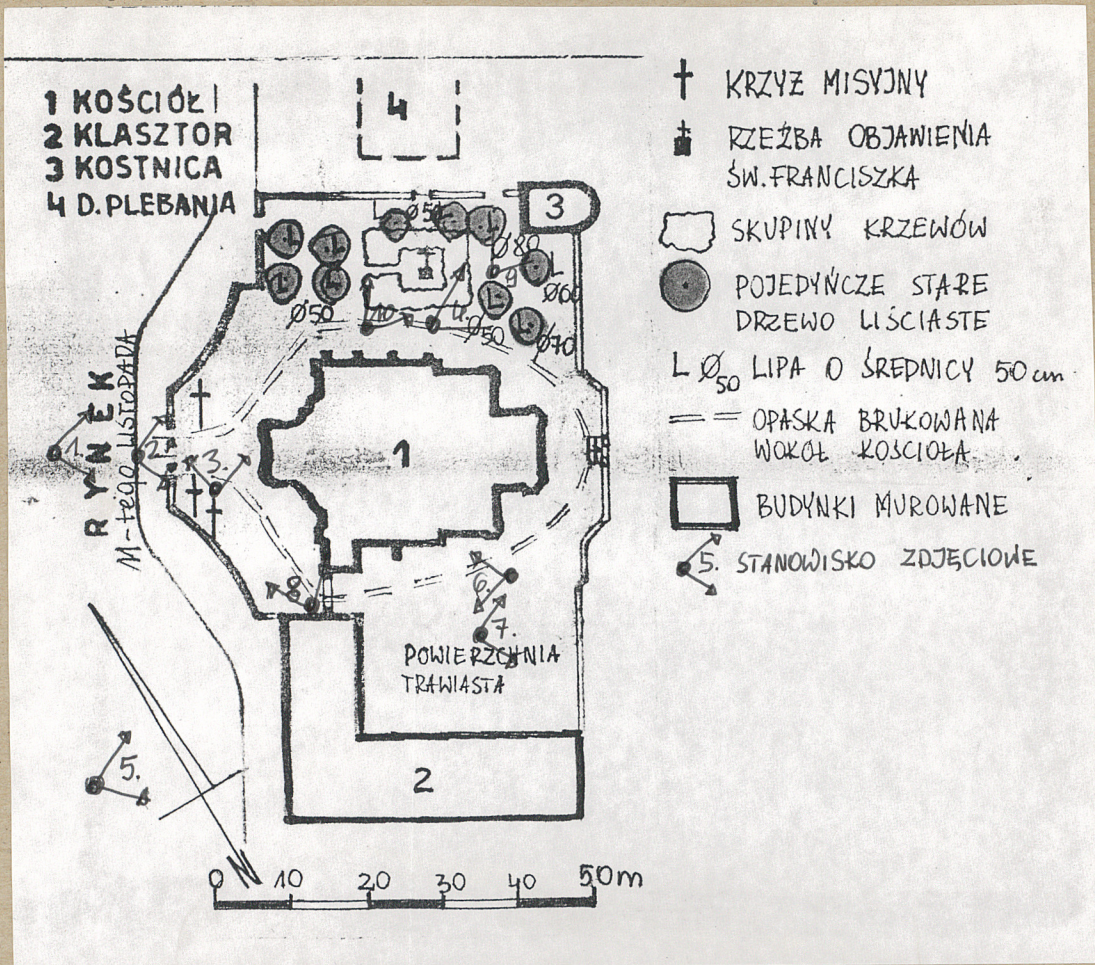 1 KOŚCIÓŁ
2 KLASZTOR
3 KOSTNICA
4 D. PLEBANIA
4
3
Ø50
Ø80
L
9
Ø60
L
L
L
L
L
L
L
Ø50
10
Ø50
Ø70
RYNEK
11-tego LISTOPADA
1.
2
3.
1
8
6.
7.
POWIERZCHNIA
TRAWIASTA
5.
2
N
0 10 20 30 40 50m
KRZYŻ MISYJNY
RZEŹBA OBJAWIENIA
ŚW. FRANCISZKA
SKUPINY KRZEWÓW
POJEDYŃCZE STARE
DRZEWO LIŚCIASTE
L Ø50 LIPA O ŚREDNICY 50 cm
OPASKA BRUKOWANA
WOKÓŁ KOŚCIOŁA.
BUDYNKI MUROWANE
5. STANOWISKO ZDJĘCIOWE